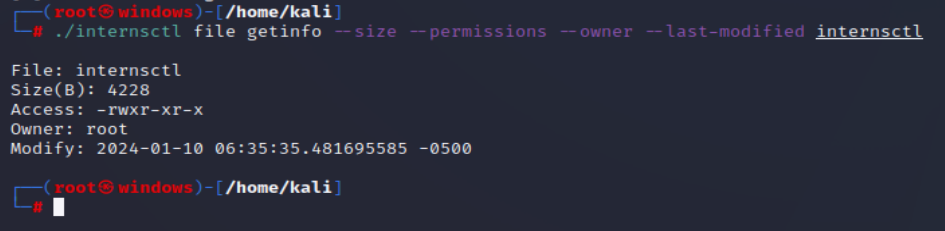 ┌──(root㉿windows)-[/home/kali]
└─# ./internsctl file getinfo --size --permissions --owner --last-modified internsctl

File: internsctl
Size(B): 4228
Access: -rwxr-xr-x
Owner: root
Modify: 2024-01-10 06:35:35.481695585 -0500

┌──(root㉿windows)-[/home/kali]
└─#